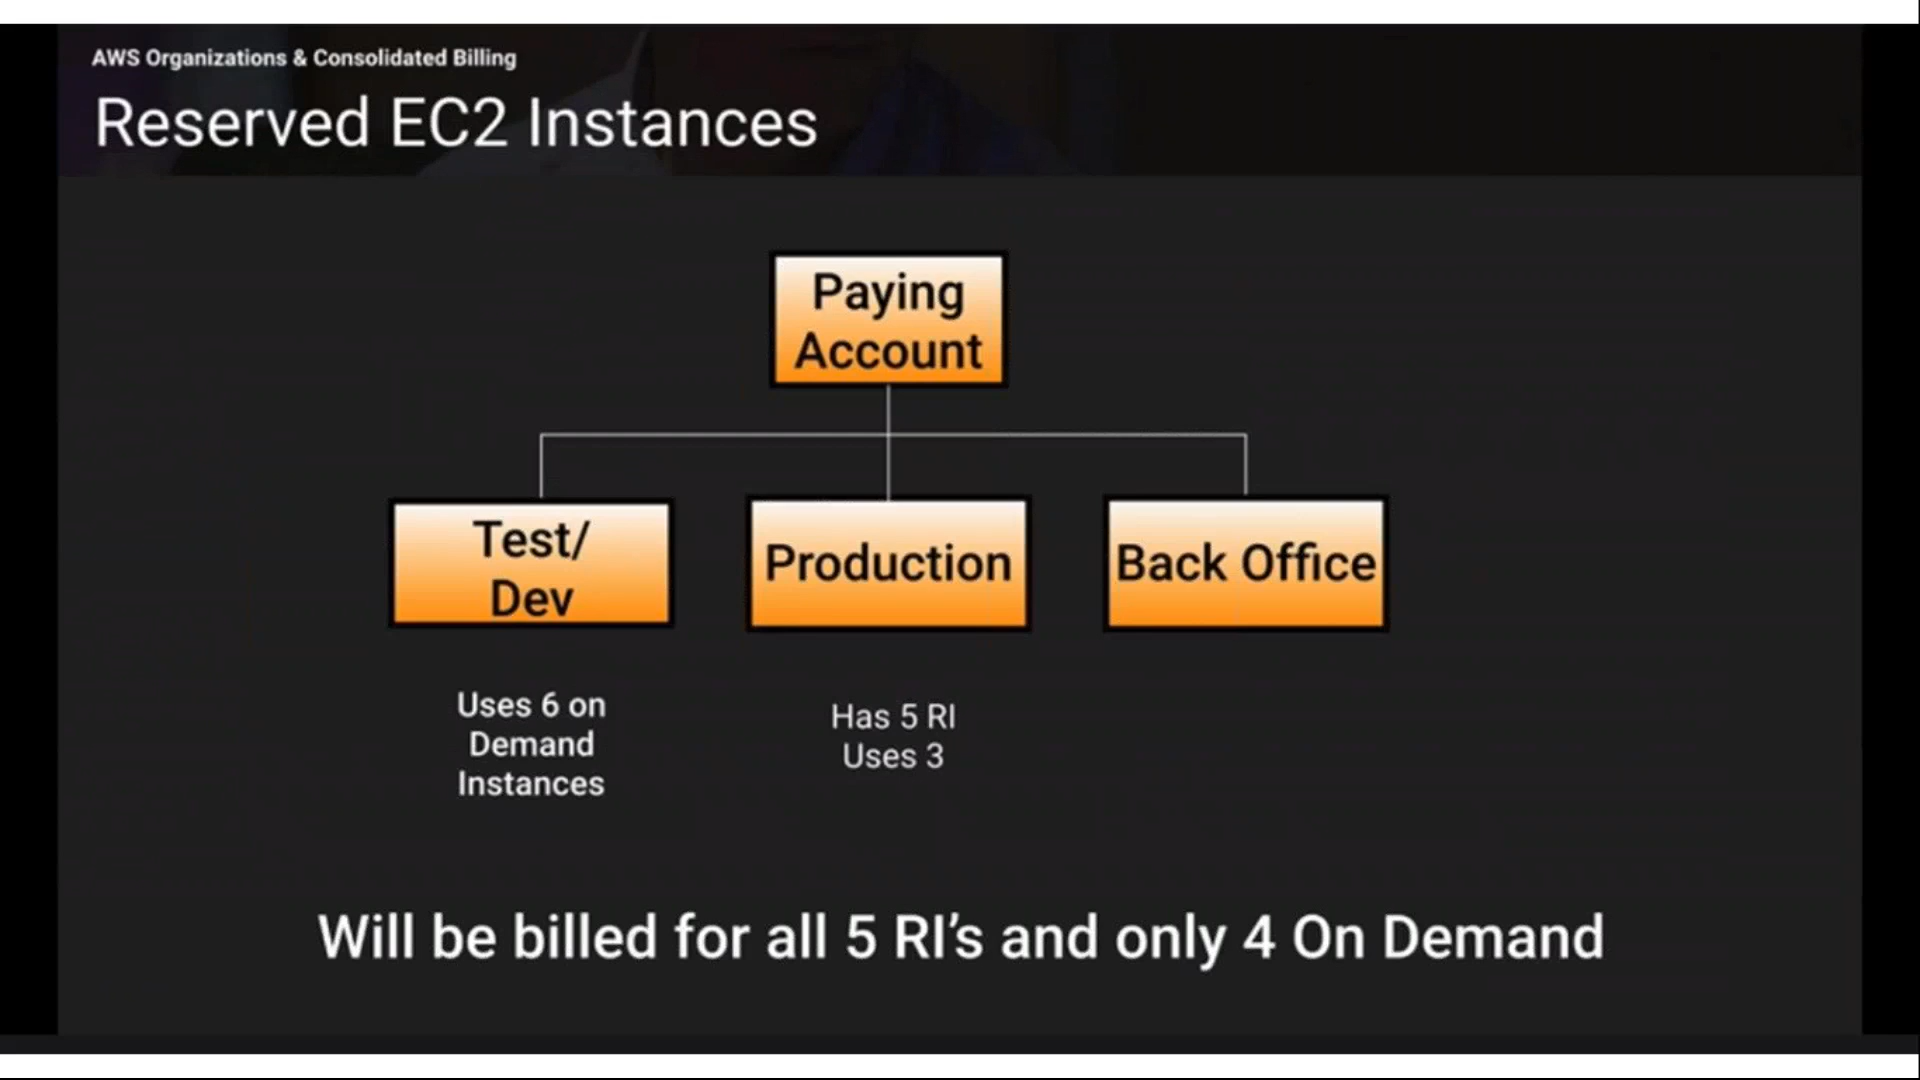 AWS Organizations & Consolidated Billing
Reserved EC2 Instances
Paying
Account
Test/
Dev
Production
Back Office
Uses 6 on
Demand
Instances
Has 5 RI
Uses 3
Will be billed for all 5 RI’s and only 4 On Demand